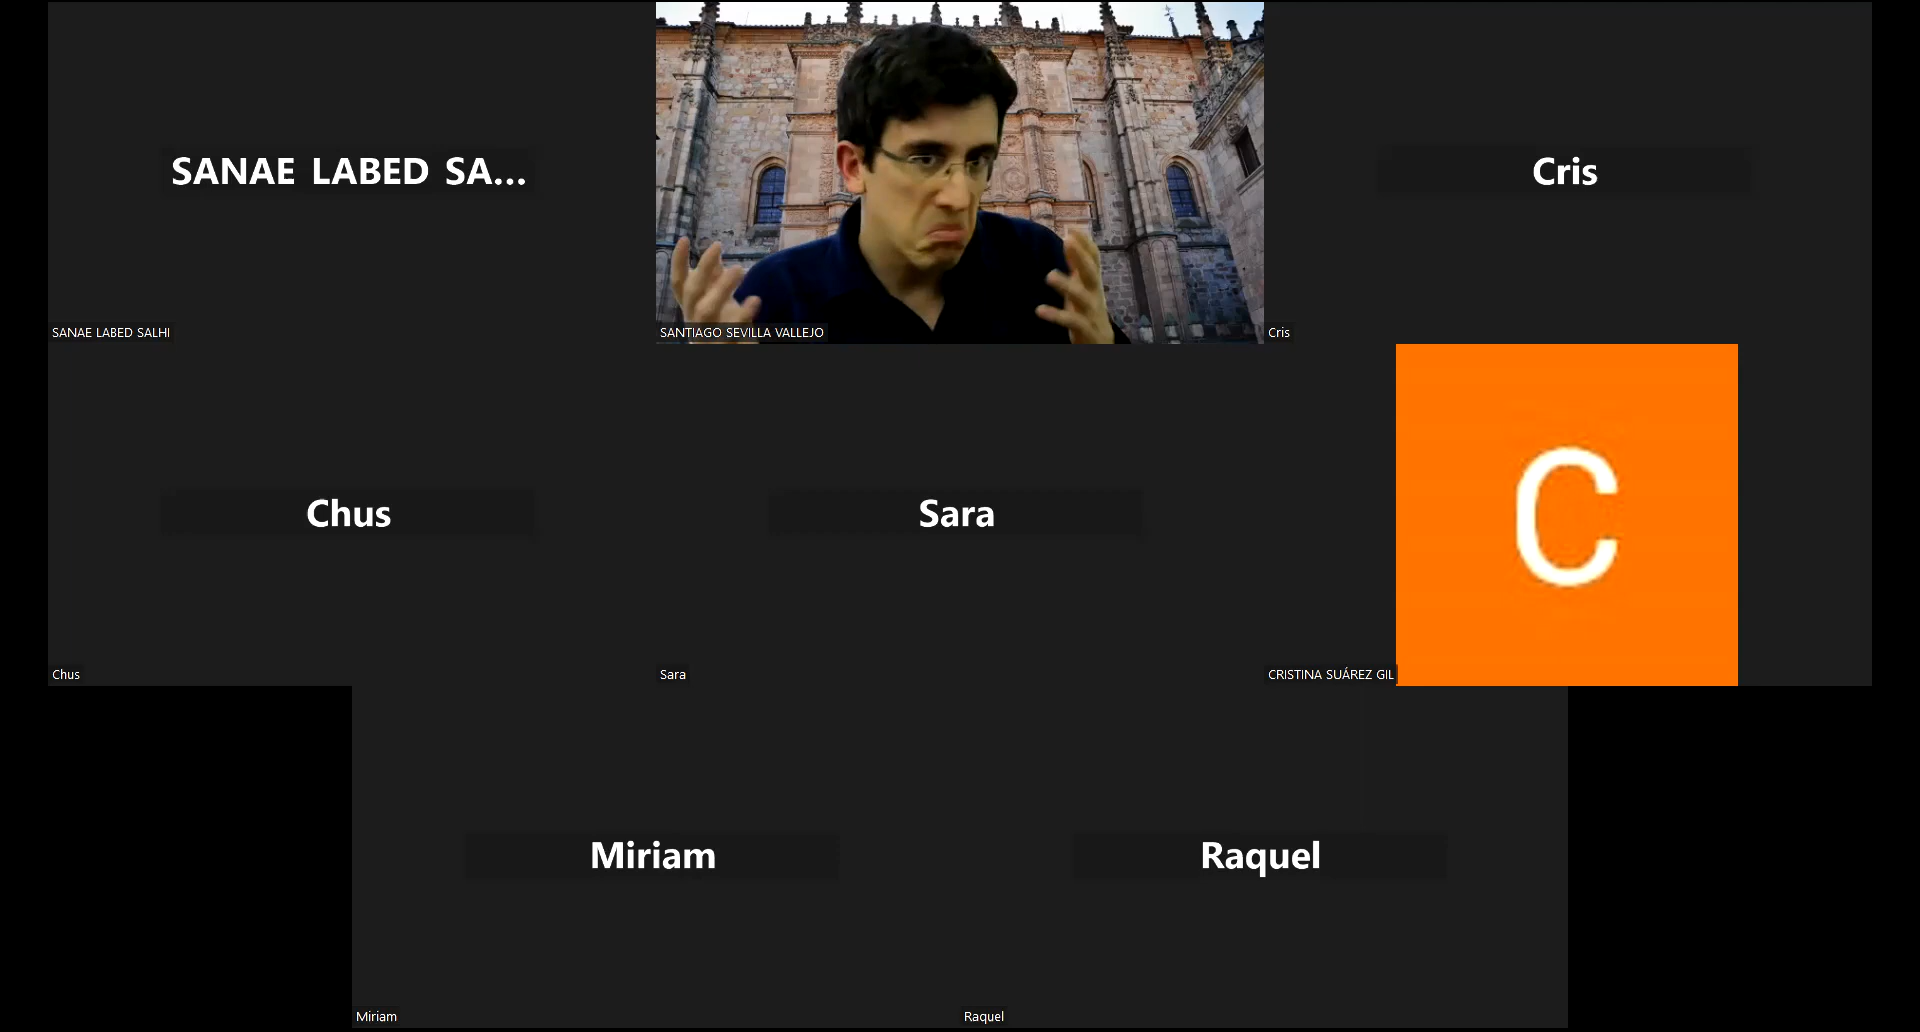 SANAE LABED SA...
SANAE LABED SALHI
SANTIAGO SEVILLA VALLEJO
Cris
Cris
Chus
Chus
Sara
Sara
C
CRISTINA SUÁREZ GIL
Miriam
Miriam
Raquel
Raquel